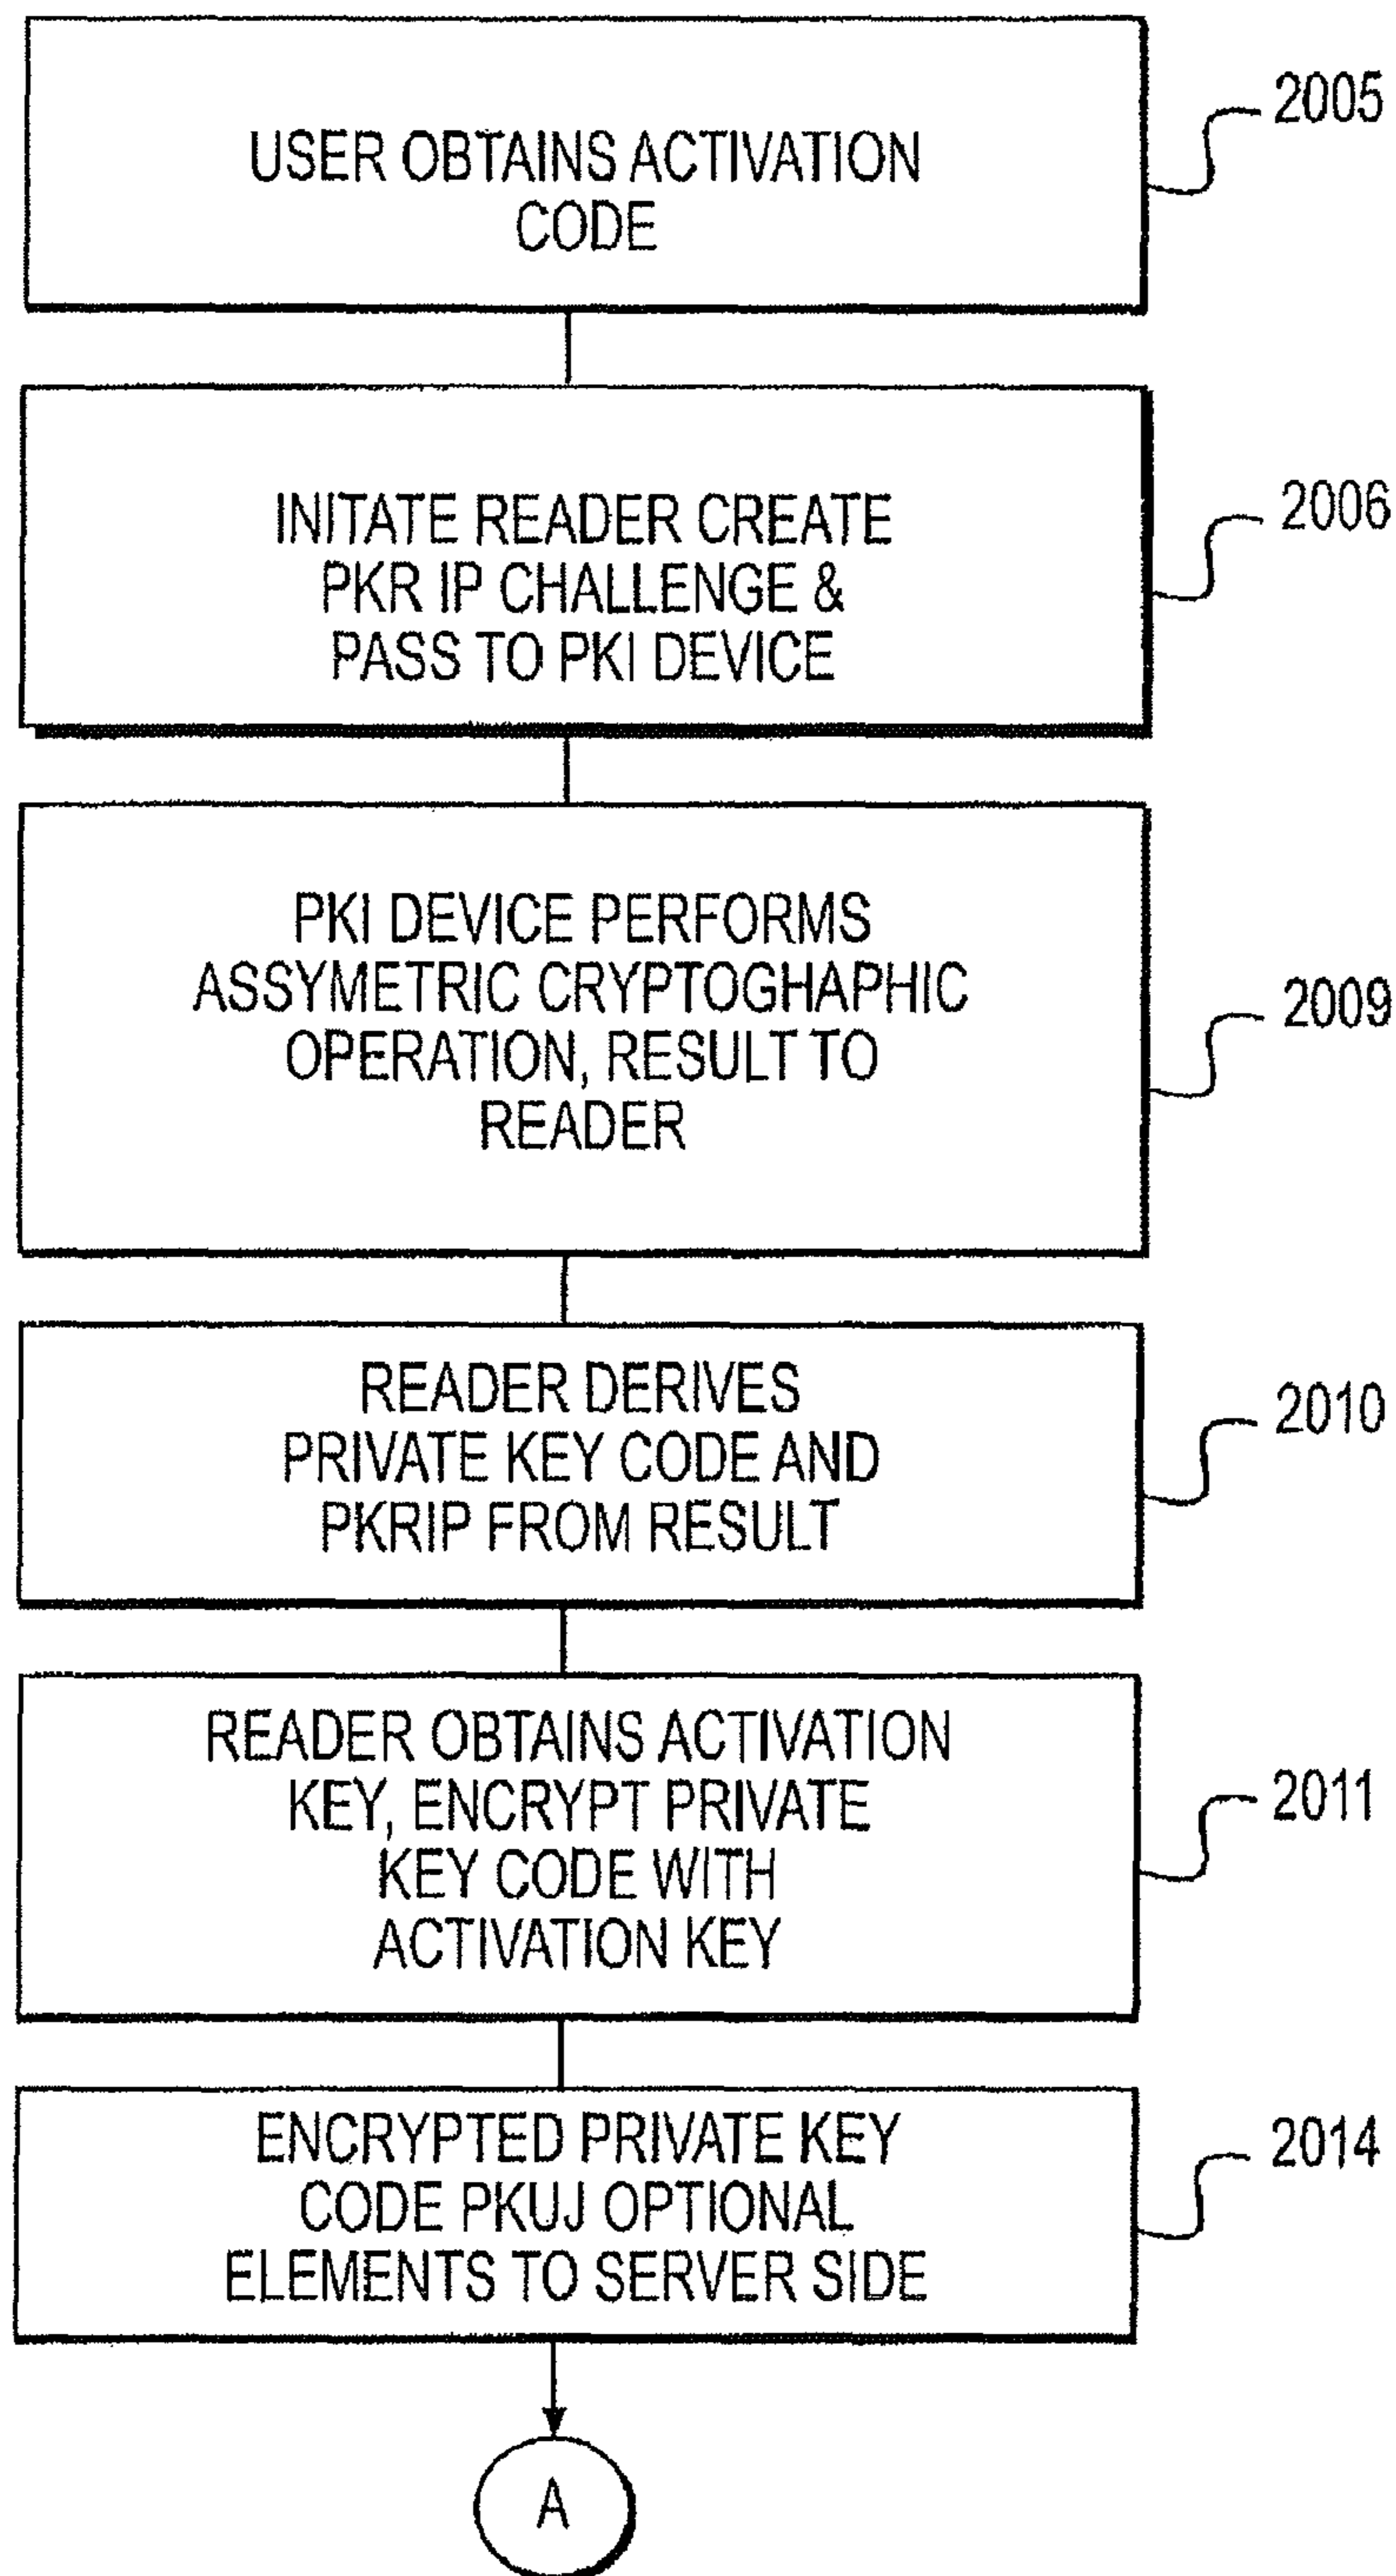 USER OBTAINS ACTIVATION
CODE
2005
INITATE READER CREATE
PKR IP CHALLENGE &
PASS TO PKI DEVICE
2006
PKI DEVICE PERFORMS
ASSYMETRIC CRYPTOGHAPHIC
OPERATION, RESULT TO
READER
2009
READER DERIVES
PRIVATE KEY CODE AND
PKRIP FROM RESULT
2010
READER OBTAINS ACTIVATION
KEY, ENCRYPT PRIVATE
KEY CODE WITH
ACTIVATION KEY
2011
ENCRYPTED PRIVATE KEY
CODE PKUJ OPTIONAL
ELEMENTS TO SERVER SIDE
2014
A